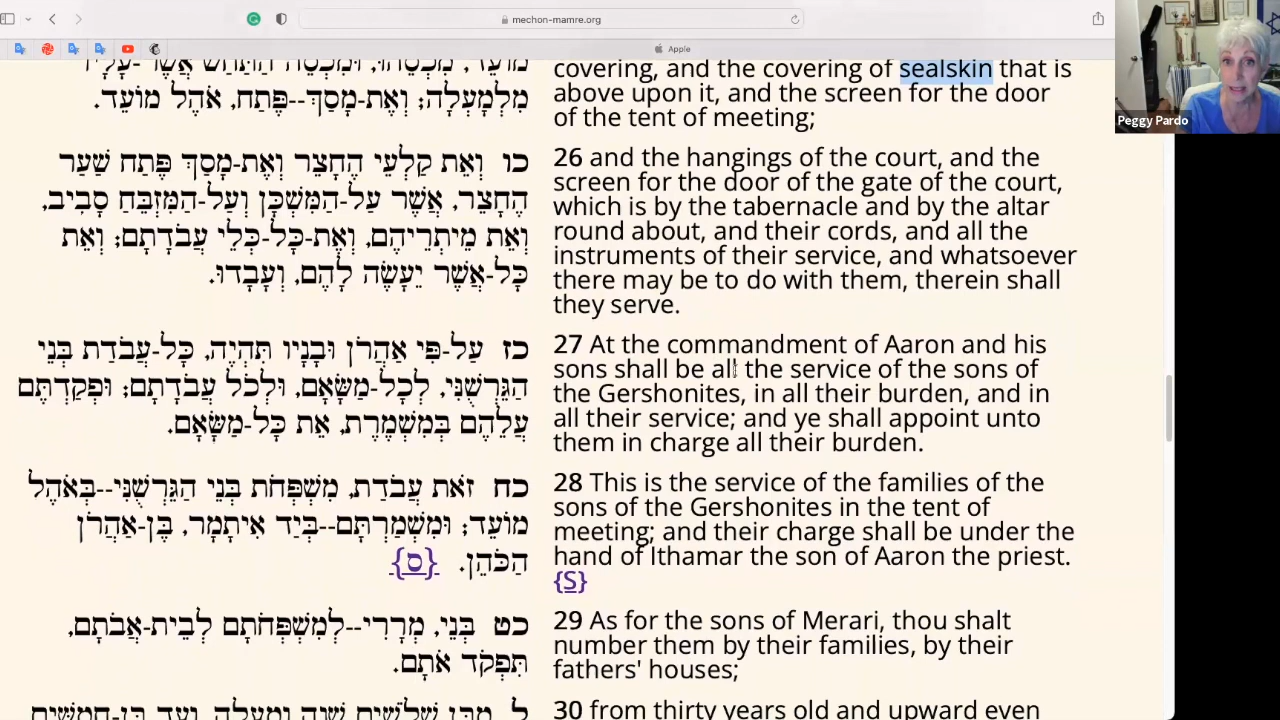 mechon-mamre.org
Apple
Peggy Pardo
מוֹעֵד, מִכְסֵהוּ, וּמִכְסֵה הַתַּחַשׁ אֲשֶׁר-עָלָיו
מִלְמָעְלָה; וְאֶת-מָסַךְ--פֶּתַח, אֹהֶל מוֹעֵד.
כו וְאֵת קַלְעֵי הֶחָצֵר וְאֶת-מָסַךְ פֶּתַח שַׁעַר
הֶחָצֵר, אֲשֶׁר עַל-הַמִּשְׁכָּן וְעַל-הַמִּזְבֵּחַ סָבִיב,
וְאֵת מֵיתְרֵיהֶם, וְאֶת-כָּל-כְּלֵי עֲבֹדָתָם; וְאֵת
כָּל-אֲשֶׁר יֵעָשֶׂה לָהֶם, וְעָבָדוּ.
כז עַל-פִּי אַהֲרֹן וּבָנָיו תִּהְיֶה, כָּל-עֲבֹדַת בְּנֵי
הַגֵּרְשֻׁנִּי, לְכָל-מַשָּׂאָם, וּלְכֹל עֲבֹדָתָם; וּפְקַדְתֶּם
עֲלֵהֶם בְּמִשְׁמֶרֶת, אֵת כָּל-מַשָּׂאָם.
כח זֹאת עֲבֹדַת, מִשְׁפְּחֹת בְּנֵי הַגֵּרְשֻׁנִּי--בְּאֹהֶל
מוֹעֵד; וּמִשְׁמַרְתָּם--בְּיַד אִיתָמָר, בֶּן-אַהֲרֹן
הַכֹּהֵן. {ס}
כט בְּנֵי, מְרָרִי--לְמִשְׁפְּחֹתָם לְבֵית-אֲבֹתָם,
תִּפְקֹד אֹתָם.
ל מִבֶּן שְׁלֹשִׁים שָׁנָה וָמַעְלָה, וְעַד בֶּן-חֲמִשִּׁים
covering, and the covering of sealskin that is
above upon it, and the screen for the door
of the tent of meeting;
26 and the hangings of the court, and the
screen for the door of the gate of the court,
which is by the tabernacle and by the altar
round about, and their cords, and all the
instruments of their service, and whatsoever
there may be to do with them, therein shall
they serve.
27 At the commandment of Aaron and his
sons shall be all the service of the sons of
the Gershonites, in all their burden, and in
all their service; and ye shall appoint unto
them in charge all their burden.
28 This is the service of the families of the
sons of the Gershonites in the tent of
meeting; and their charge shall be under the
hand of Ithamar the son of Aaron the priest.
{S}
29 As for the sons of Merari, thou shalt
number them by their families, by their
fathers' houses;
30 from thirty years old and upward even